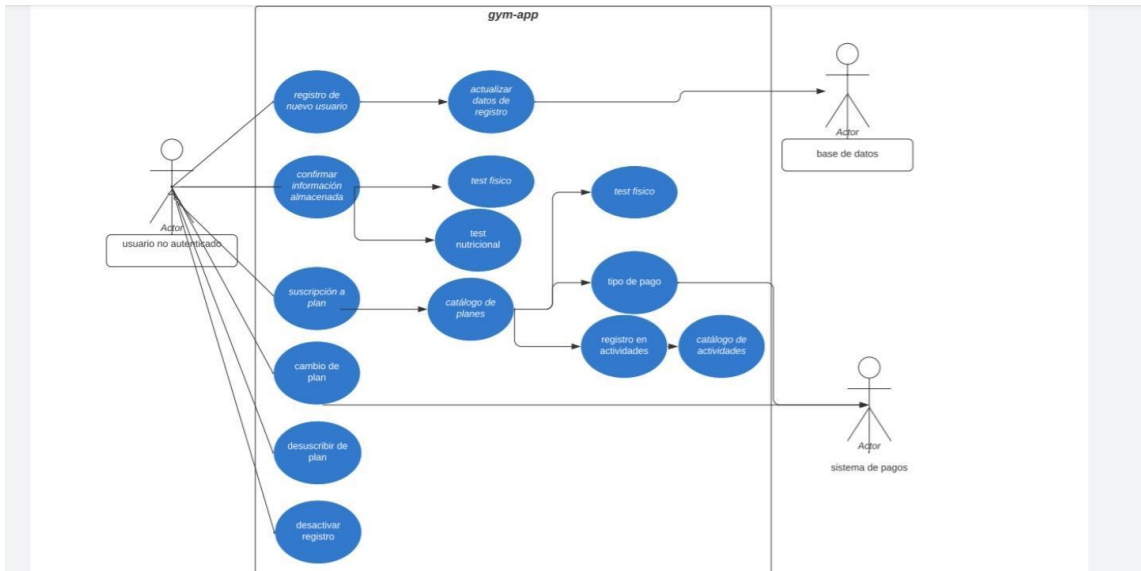 gym-app
registro de
nuevo usuario
actualizar
datos de
registro
Actor
base de datos
confirmar
información
almacenada
test físico
test físico
Actor
usuario no autenticado
test
nutricional
suscripción a
plan
catálogo de
planes
tipo de pago
registro en
actividades
catálogo de
actividades
cambio de
plan
Actor
sistema de pagos
desuscribir de
plan
desactivar
registro